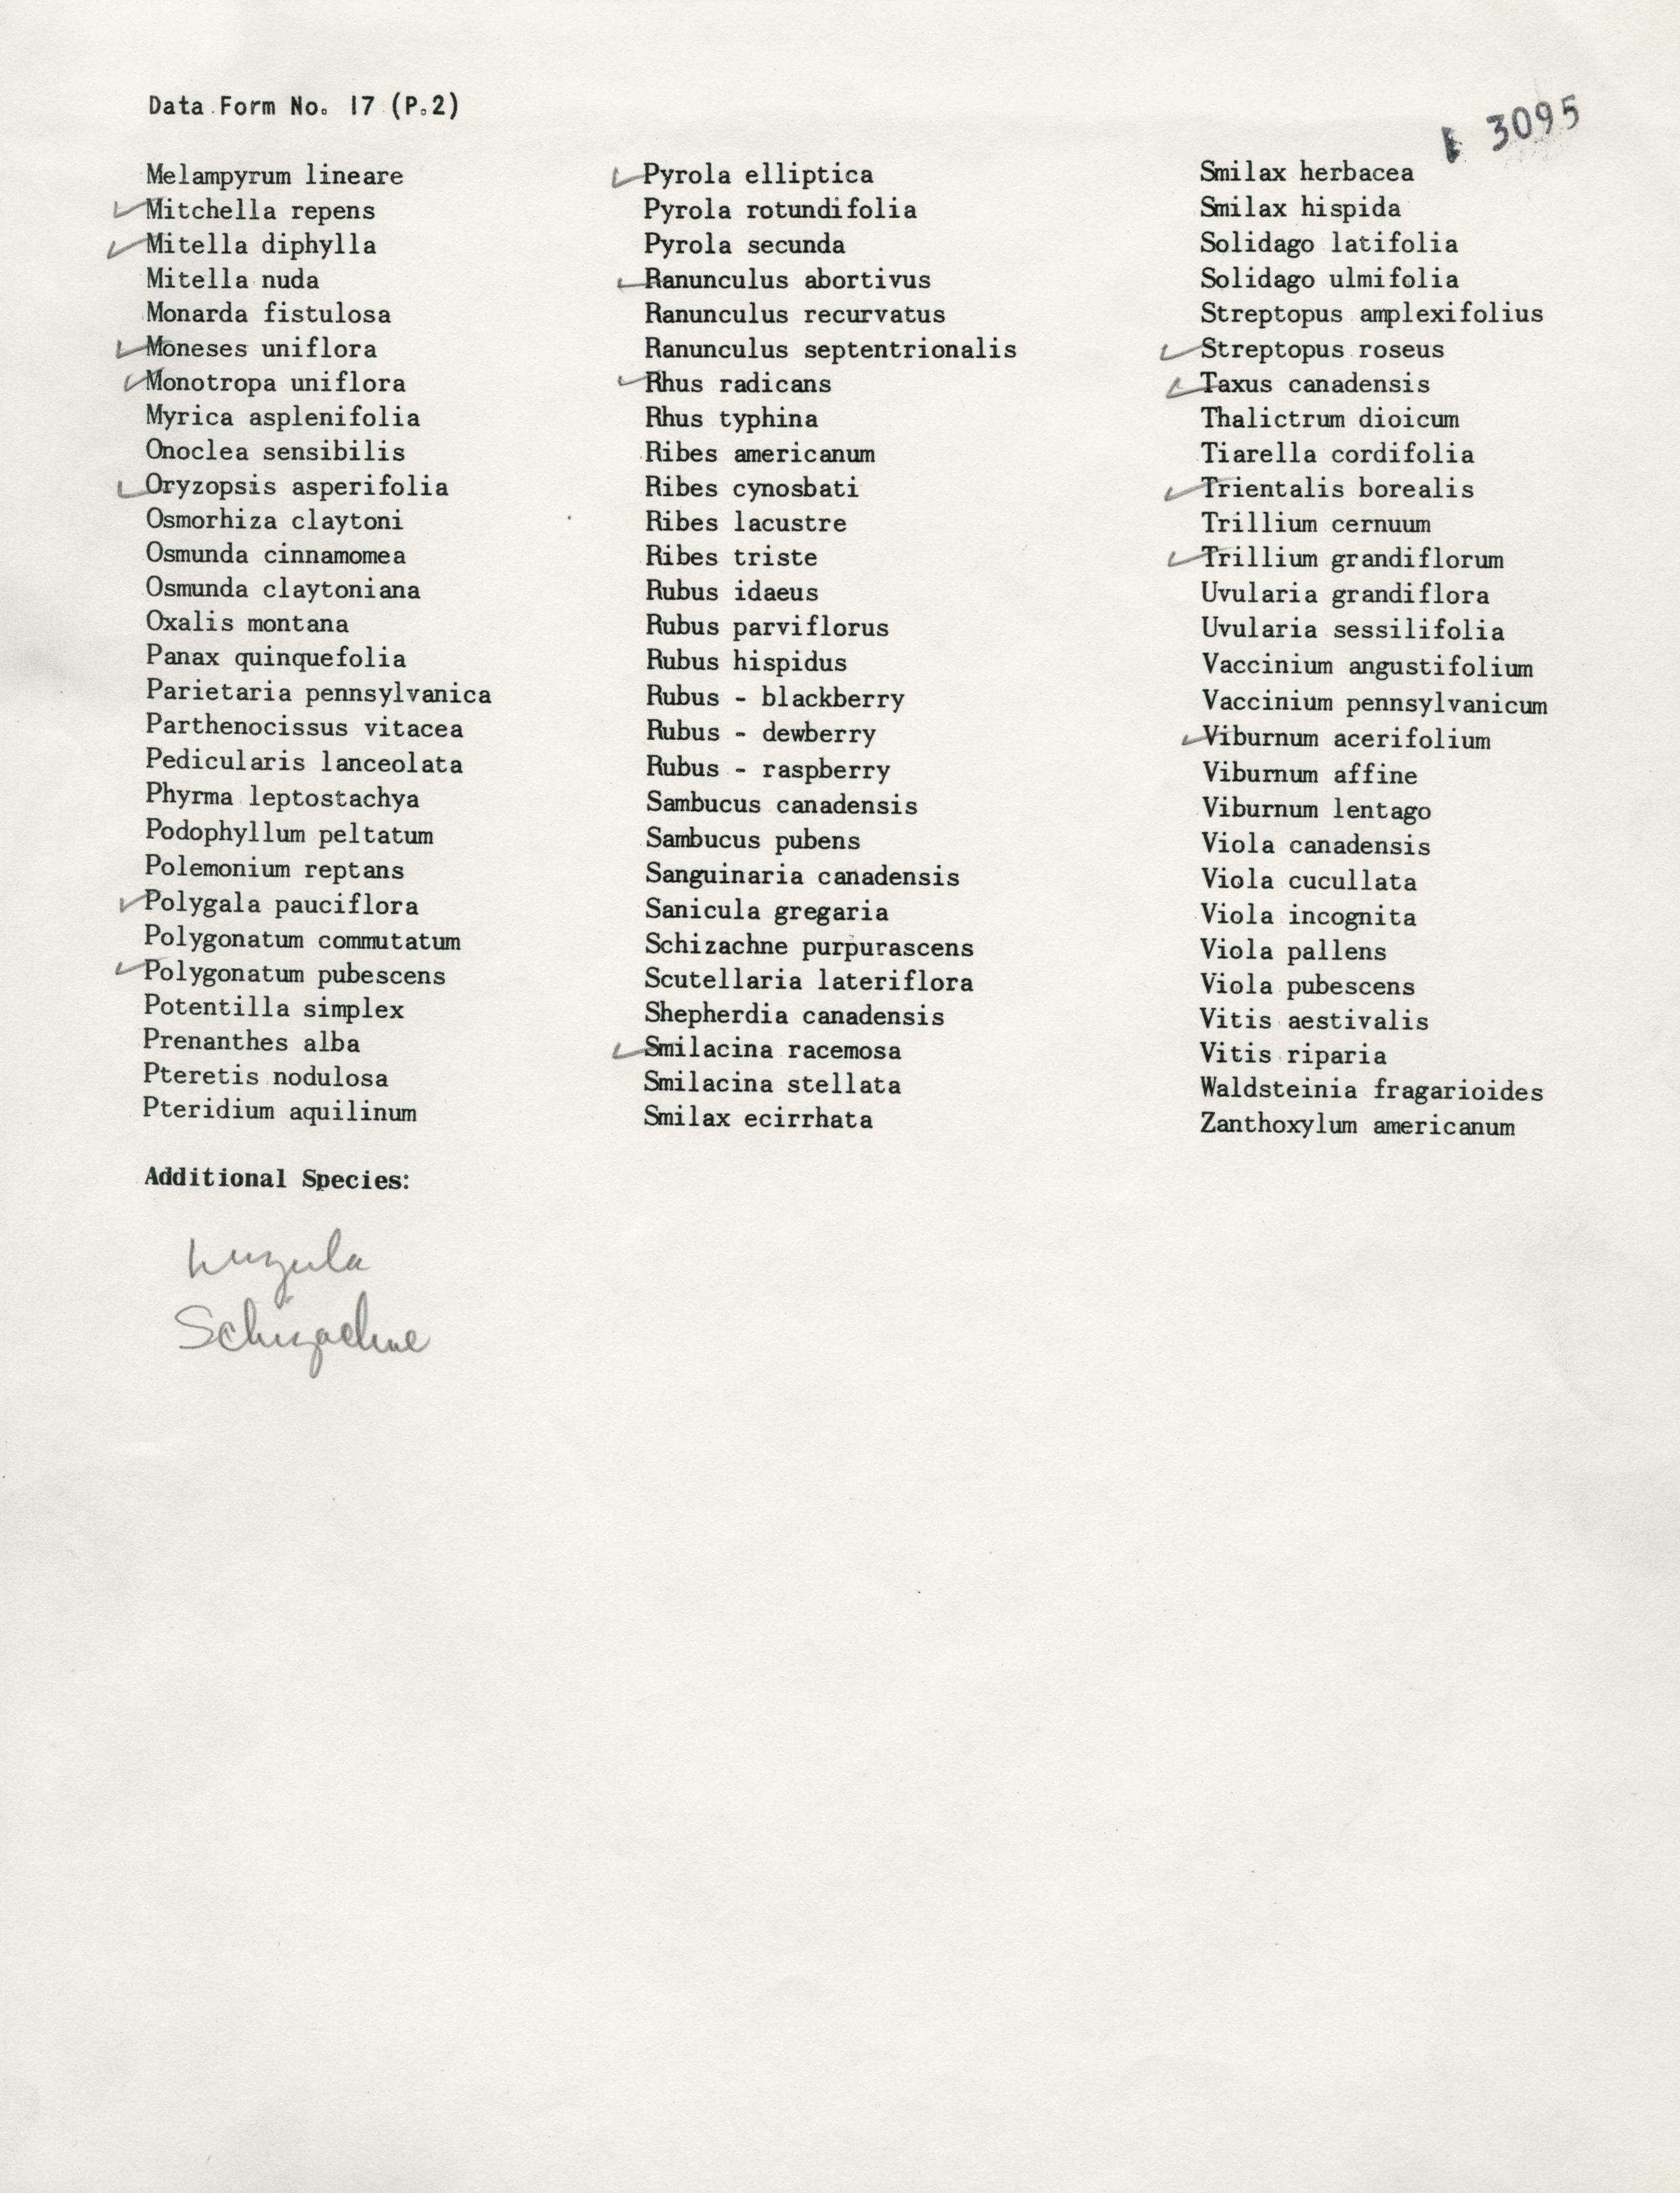 Data Form No. 17 (P.2)
3095
Melampyrum lineare
✓ Mitchella repens
✓ Mitella diphylla
Mitella nuda
Monarda fistulosa
✓ Moneses uniflora
✓ Monotropa uniflora
Myrica asplenifolia
Onoclea sensibilis
✓ Oryzopsis asperifolia
Osmorhiza claytoni
Osmunda cinnamomea
Osmunda claytoniana
Oxalis montana
Panax quinquefolia
Parietaria pennsylvanica
Parthenocissus vitacea
Pedicularis lanceolata
Phyrma leptostachya
Podophyllum peltatum
Polemonium reptans
✓ Polygala pauciflora
Polygonatum commutatum
✓ Polygonatum pubescens
Potentilla simplex
Prenanthes alba
Pteretis nodulosa
Pteridium aquilinum
✓ Pyrola elliptica
Pyrola rotundifolia
Pyrola secunda
✓ Ranunculus abortivus
Ranunculus recurvatus
Ranunculus septentrionalis
✓ Rhus radicans
Rhus typhina
Ribes americanum
Ribes cynosbati
Ribes lacustre
Ribes triste
Rubus idaeus
Rubus parviflorus
Rubus hispidus
Rubus - blackberry
Rubus - dewberry
Rubus - raspberry
Sambucus canadensis
Sambucus pubens
Sanguinaria canadensis
Sanicula gregaria
Schizachne purpurascens
Scutellaria lateriflora
Shepherdia canadensis
✓ Smilacina racemosa
Smilacina stellata
Smilax ecirrhata
Smilax herbacea
Smilax hispida
Solidago latifolia
Solidago ulmifolia
Streptopus amplexifolius
✓ Streptopus roseus
✓ Taxus canadensis
Thalictrum dioicum
Tiarella cordifolia
✓ Trientalis borealis
Trillium cernuum
✓ Trillium grandiflorum
Uvularia grandiflora
Uvularia sessilifolia
Vaccinium angustifolium
Vaccinium pennsylvanicum
✓ Viburnum acerifolium
Viburnum affine
Viburnum lentago
Viola canadensis
Viola cucullata
Viola incognita
Viola pallens
Viola pubescens
Vitis aestivalis
Vitis riparia
Waldsteinia fragarioides
Zanthoxylum americanum
Additional Species:
Luzula
Schizachne